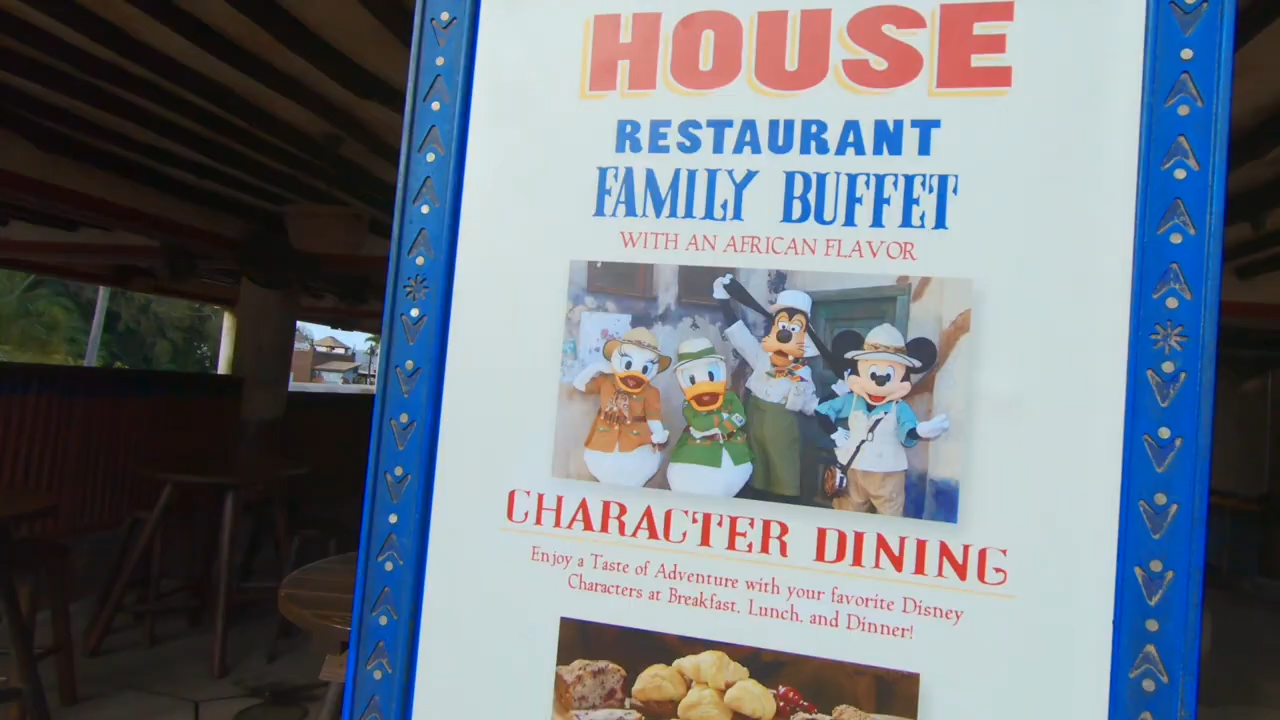 HOUSE
RESTAURANT
FAMILY BUFFET
WITH AN AFRICAN FLAVOR
CHARACTER DINING
Enjoy a Taste of Adventure with your favorite Disney
Characters at Breakfast, Lunch, and Dinner!